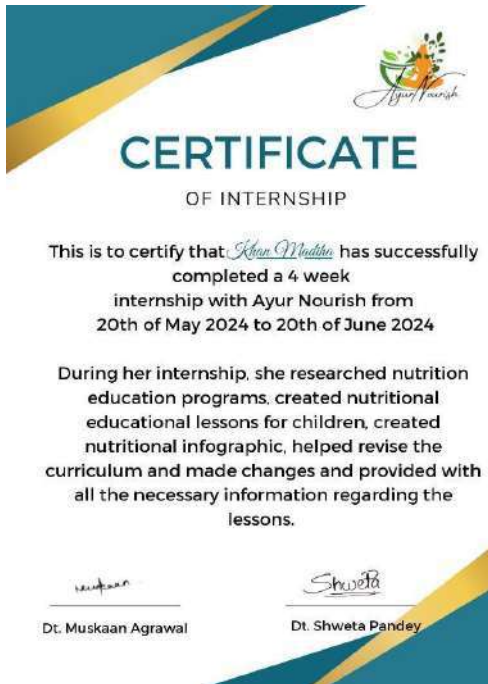 Ayur Nourish
CERTIFICATE
OF INTERNSHIP
This is to certify that Khan Madiha has successfully
completed a 4 week
internship with Ayur Nourish from
20th of May 2024 to 20th of June 2024
During her internship, she researched nutrition
education programs, created nutritional
educational lessons for children, created
nutritional infographic, helped revise the
curriculum and made changes and provided with
all the necessary information regarding the
lessons.
Shweta
Dt. Muskaan Agrawal
Dt. Shweta Pandey